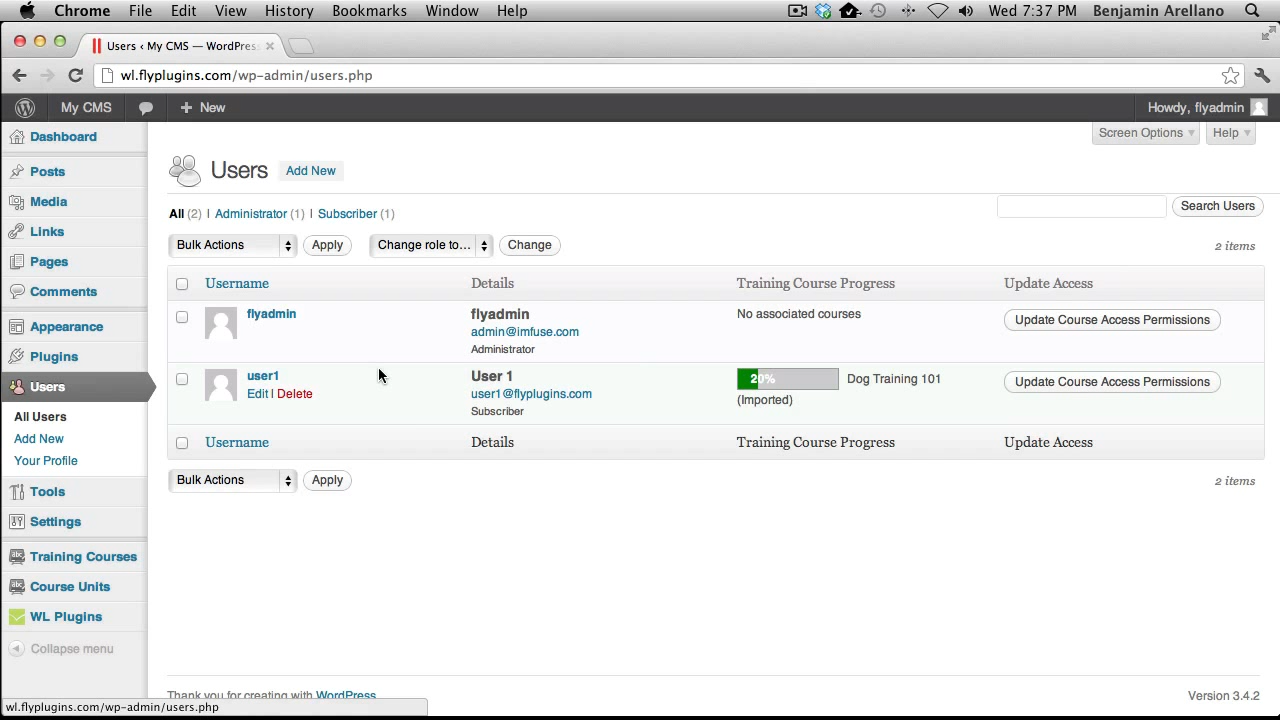 Chrome File Edit View History Bookmarks Window Help Wed 7:37 PM Benjamin Arellano
Users ‹ My CMS — WordPress
wl.flyplugins.com/wp-admin/users.php
My CMS + New Howdy, flyadmin
Screen Options Help
Dashboard
Posts
Media
Links
Pages
Comments
Appearance
Plugins
Users
All Users
Add New
Your Profile
Tools
Settings
Training Courses
Course Units
WL Plugins
Collapse menu
Users Add New
All (2) | Administrator (1) | Subscriber (1)
Search Users
Bulk Actions Apply Change role to... Change 2 items
Username Details Training Course Progress Update Access
flyadmin flyadmin No associated courses Update Course Access Permissions
admin@imfuse.com
Administrator
user1 User 1 20% Dog Training 101 Update Course Access Permissions
Edit | Delete user1@flyplugins.com (Imported)
Subscriber
Username Details Training Course Progress Update Access
Bulk Actions Apply 2 items
Thank you for creating with WordPress Version 3.4.2
wl.flyplugins.com/wp-admin/users.php